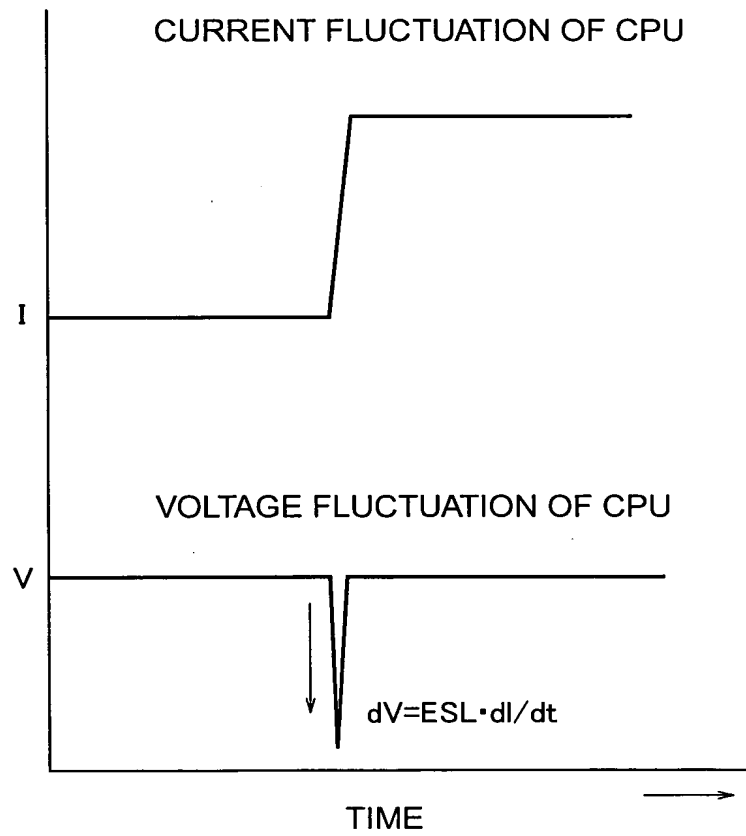 CURRENT FLUCTUATION OF CPU
I
VOLTAGE FLUCTUATION OF CPU
V
dV=ESL·dI/dt
TIME